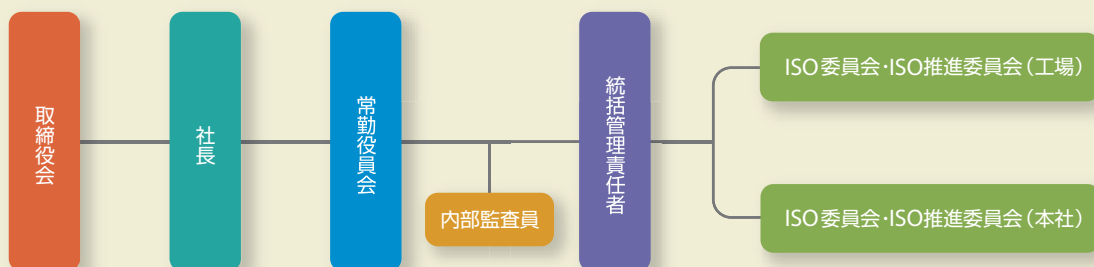 取締役会
社長
常勤役員会
内部監査員
統括管理責任者
ISO委員会・ISO推進委員会（工場）
ISO委員会・ISO推進委員会（本社）